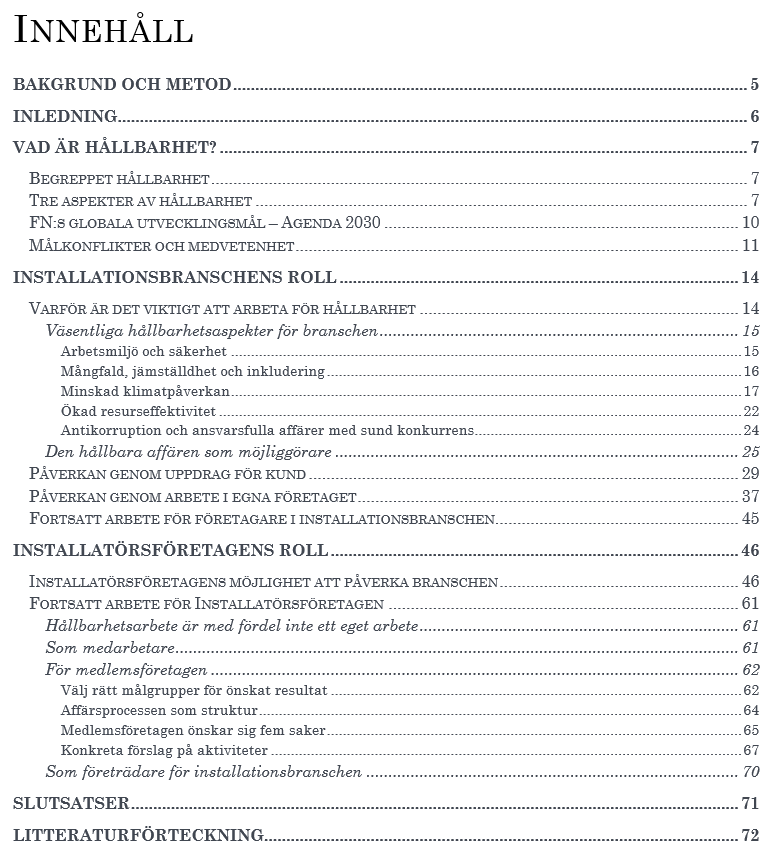 INNEHÅLL
BAKGRUND OCH METOD 5
INLEDNING 6
VAD ÄR HÅLLBARHET? 7
BEGREPPET HÅLLBARHET 7
TRE ASPEKTER AV HÅLLBARHET 7
FN:S GLOBALA UTVECKLINGSMÅL – AGENDA 2030 10
MÅLKONFLIKTER OCH MEDVETENHET 11
INSTALLATIONSBRANSCHENS ROLL 14
VARFÖR ÄR DET VIKTIGT ATT ARBETA FÖR HÅLLBARHET 14
Väsentliga hållbarhetsaspekter för branschen 15
Arbetsmiljö och säkerhet 15
Mångfald, jämställdhet och inkludering 16
Minskad klimatpåverkan 17
Ökad resurseffektivitet 22
Antikorruption och ansvarsfulla affärer med sund konkurrens 24
Den hållbara affären som möjliggörare 25
PÅVERKAN GENOM UPPDRAG FÖR KUND 29
PÅVERKAN GENOM ARBETE I EGNA FÖRETAGET 37
FORTSATT ARBETE FÖR FÖRETAGARE I INSTALLATIONSBRANSCHEN 45
INSTALLATÖRSFÖRETAGENS ROLL 46
INSTALLATÖRSFÖRETAGENS MÖJLIGHET ATT PÅVERKA BRANSCHEN 46
FORTSATT ARBETE FÖR INSTALLATÖRSFÖRETAGEN 61
Hållbarhetsarbete är med fördel inte ett eget arbete 61
Som medarbetare 61
För medlemsföretagen 62
Välj rätt målgrupper för önskat resultat 62
Affärsprocessen som struktur 64
Medlemsföretagen önskar sig fem saker 65
Konkreta förslag på aktiviteter 67
Som företrädare för installationsbranschen 70
SLUTSATSER 71
LITTERATURFÖRTECKNING 72